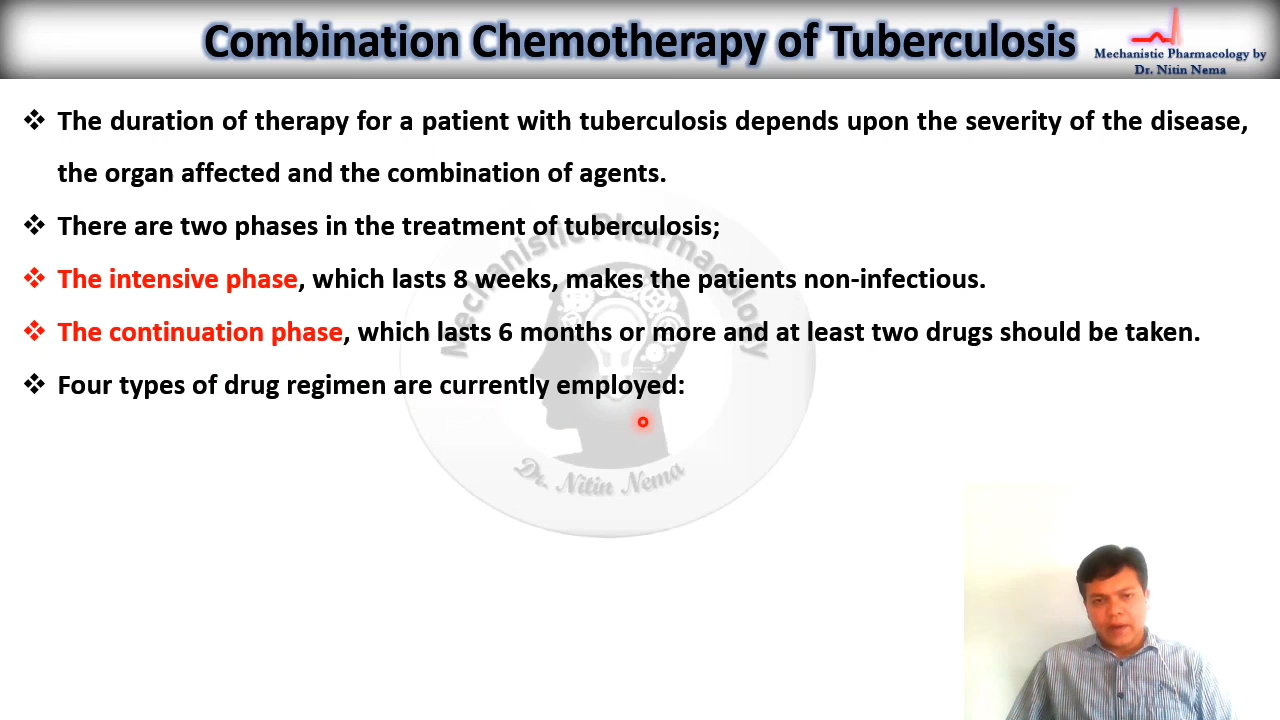 Combination Chemotherapy of Tuberculosis
Mechanistic Pharmacology by
Dr. Nitin Nema
❖ The duration of therapy for a patient with tuberculosis depends upon the severity of the disease,
the organ affected and the combination of agents.
❖ There are two phases in the treatment of tuberculosis;
❖ The intensive phase, which lasts 8 weeks, makes the patients non-infectious.
❖ The continuation phase, which lasts 6 months or more and at least two drugs should be taken.
❖ Four types of drug regimen are currently employed:
Mechanistic Pharmacology
Dr. Nitin Nema